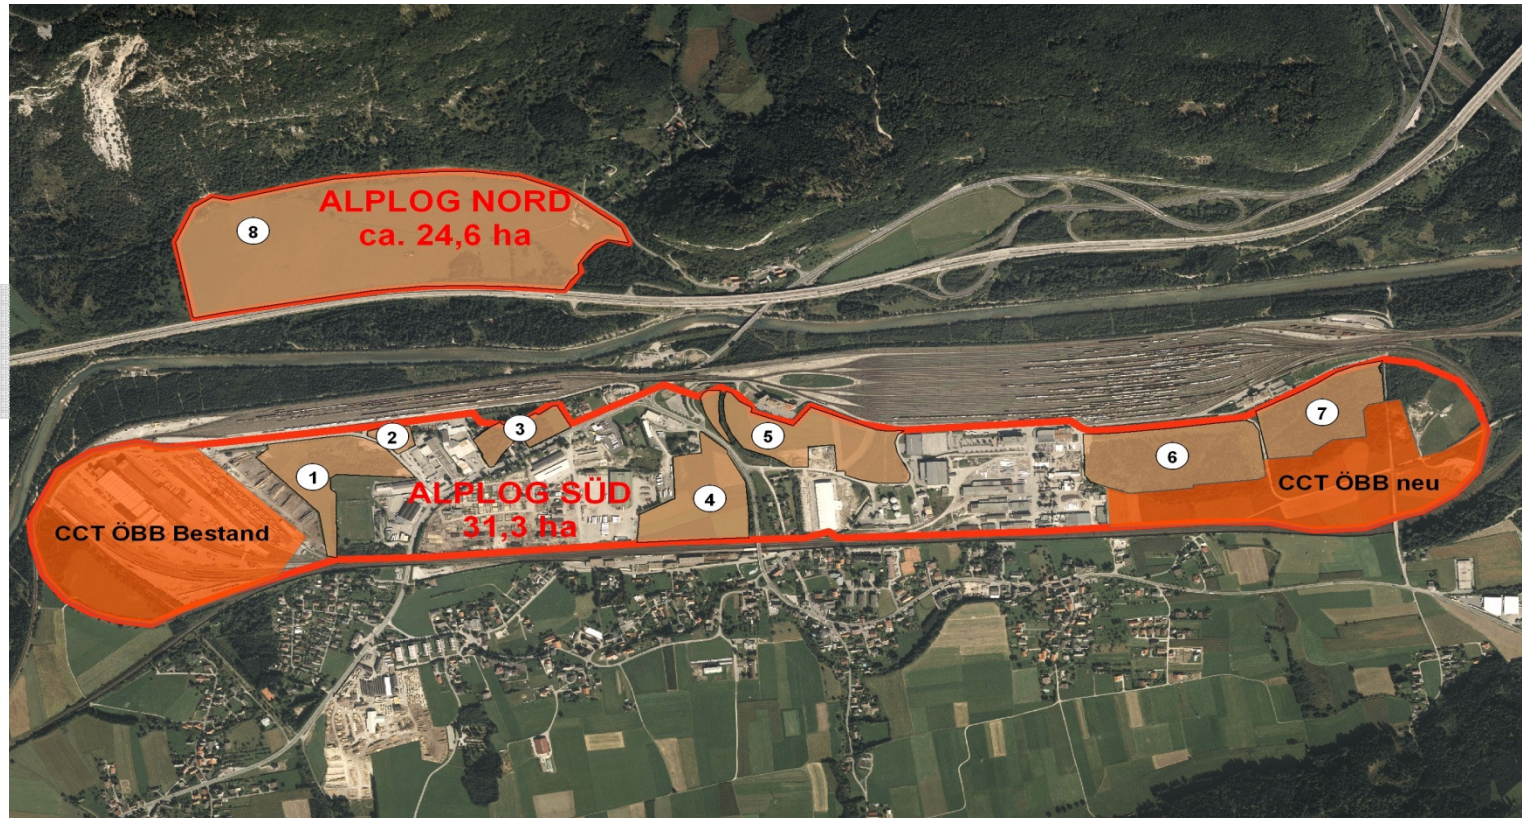 ALPLOG NORD
ca. 24,6 ha
8
7
2
3
5
6
1
4
ALPLOG SÜD
31,3 ha
CCT ÖBB neu
CCT ÖBB Bestand